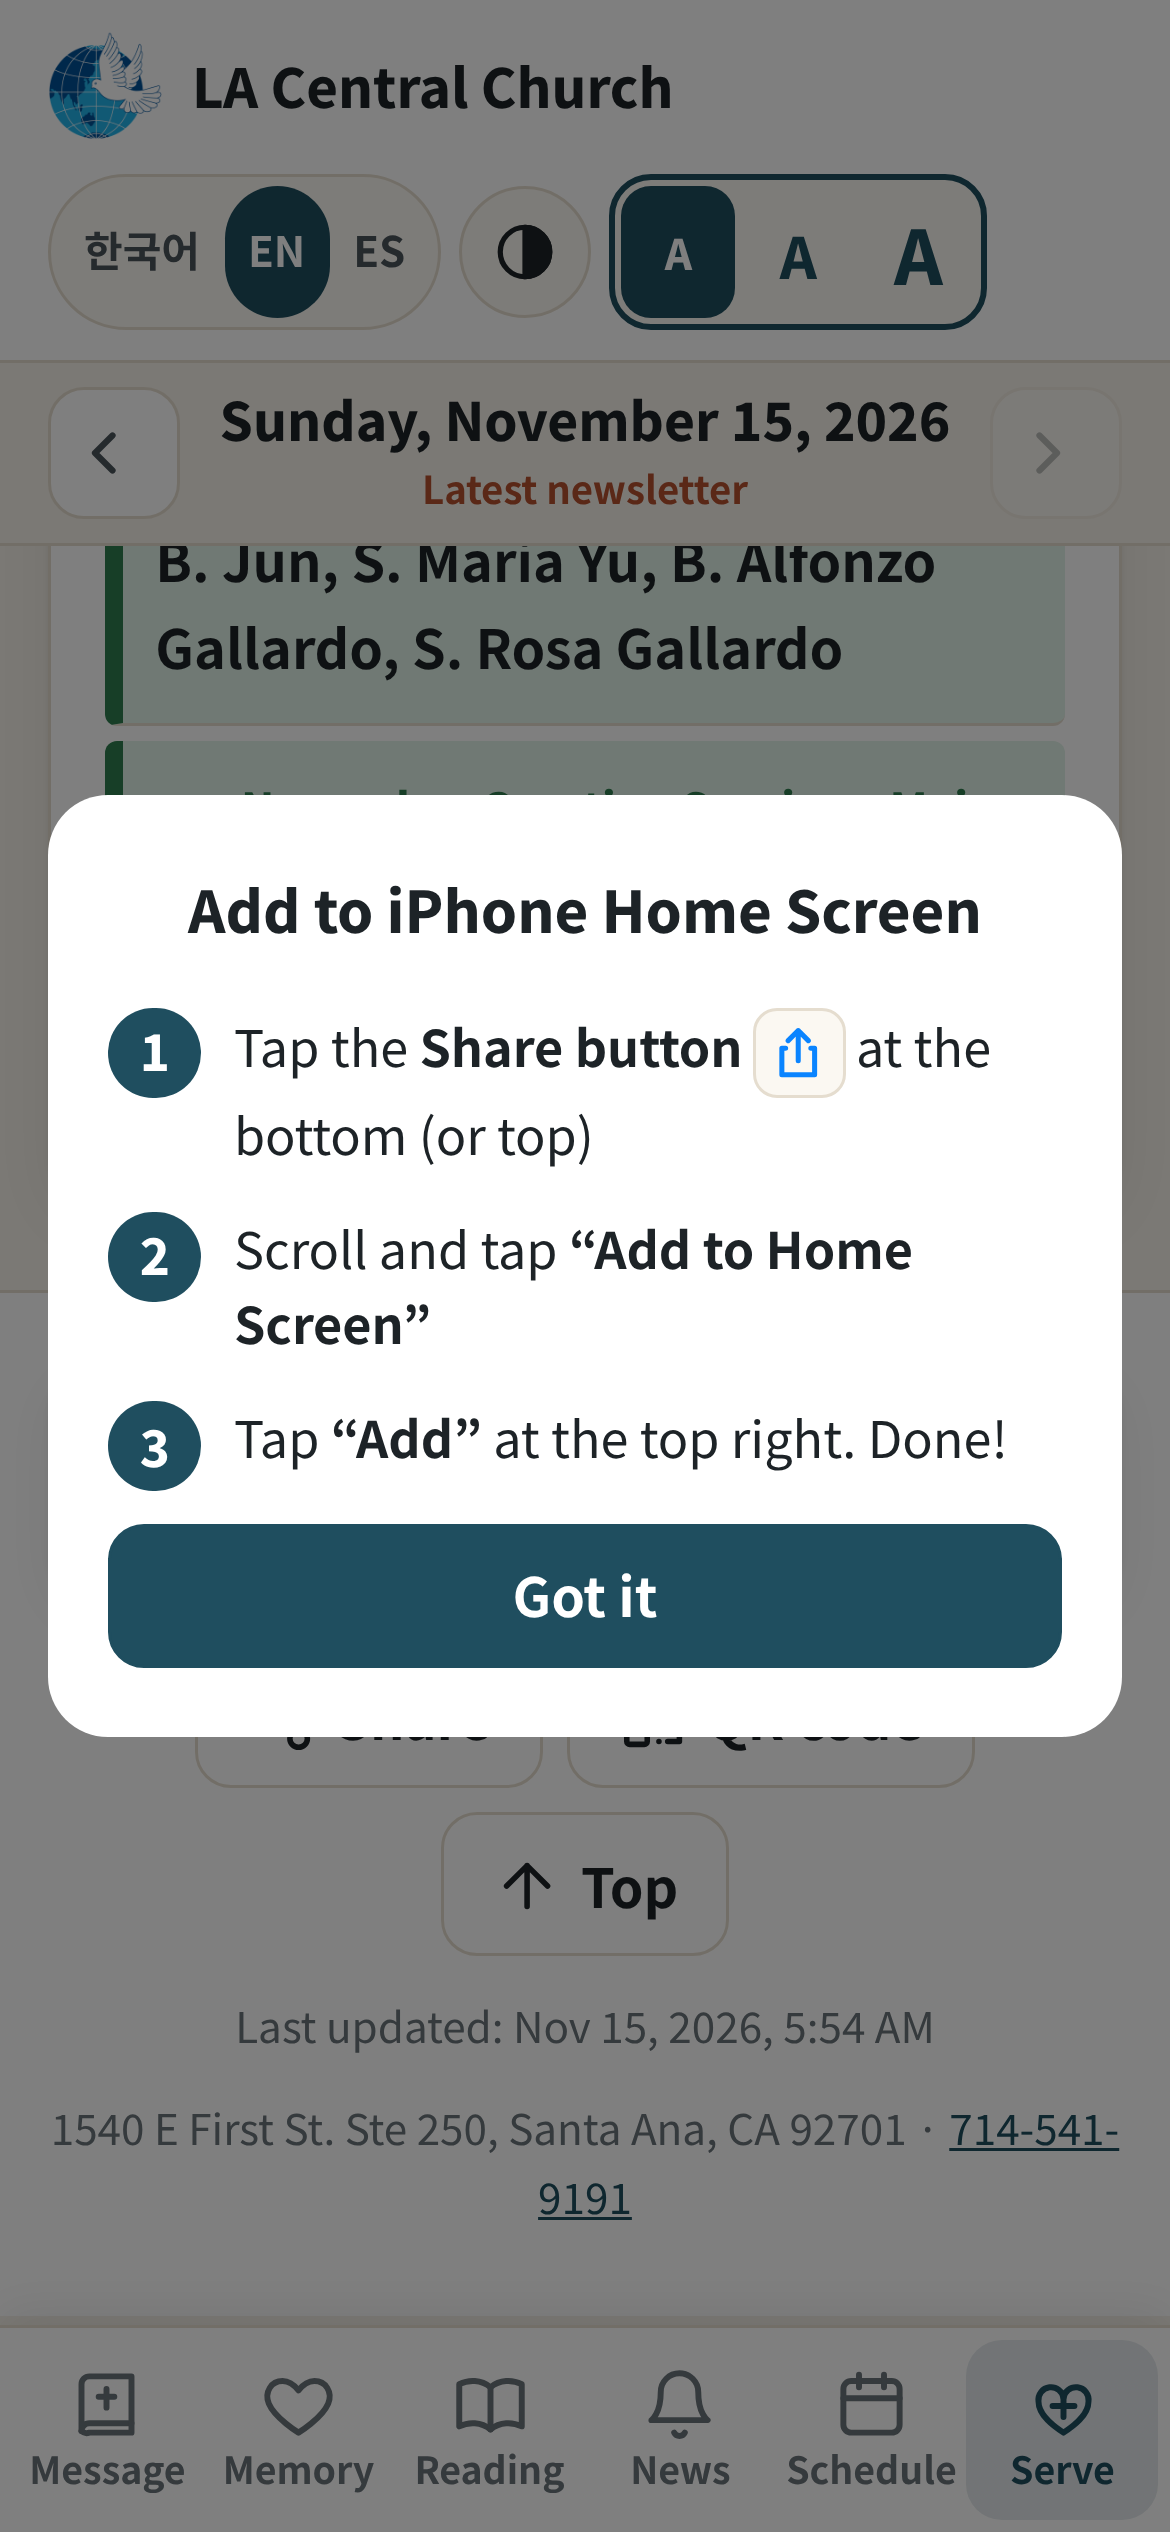 LA Central Church
한국어 EN ES A A A
Sunday, November 15, 2026
Latest newsletter
B. Jun, S. Maria Yu, B. Alfonzo
Gallardo, S. Rosa Gallardo
Add to iPhone Home Screen
1 Tap the Share button at the
bottom (or top)
2 Scroll and tap “Add to Home
Screen”
3 Tap “Add” at the top right. Done!
Got it
Top
Last updated: Nov 15, 2026, 5:54 AM
1540 E First St. Ste 250, Santa Ana, CA 92701 · 714-541-
9191
Message Memory Reading News Schedule Serve